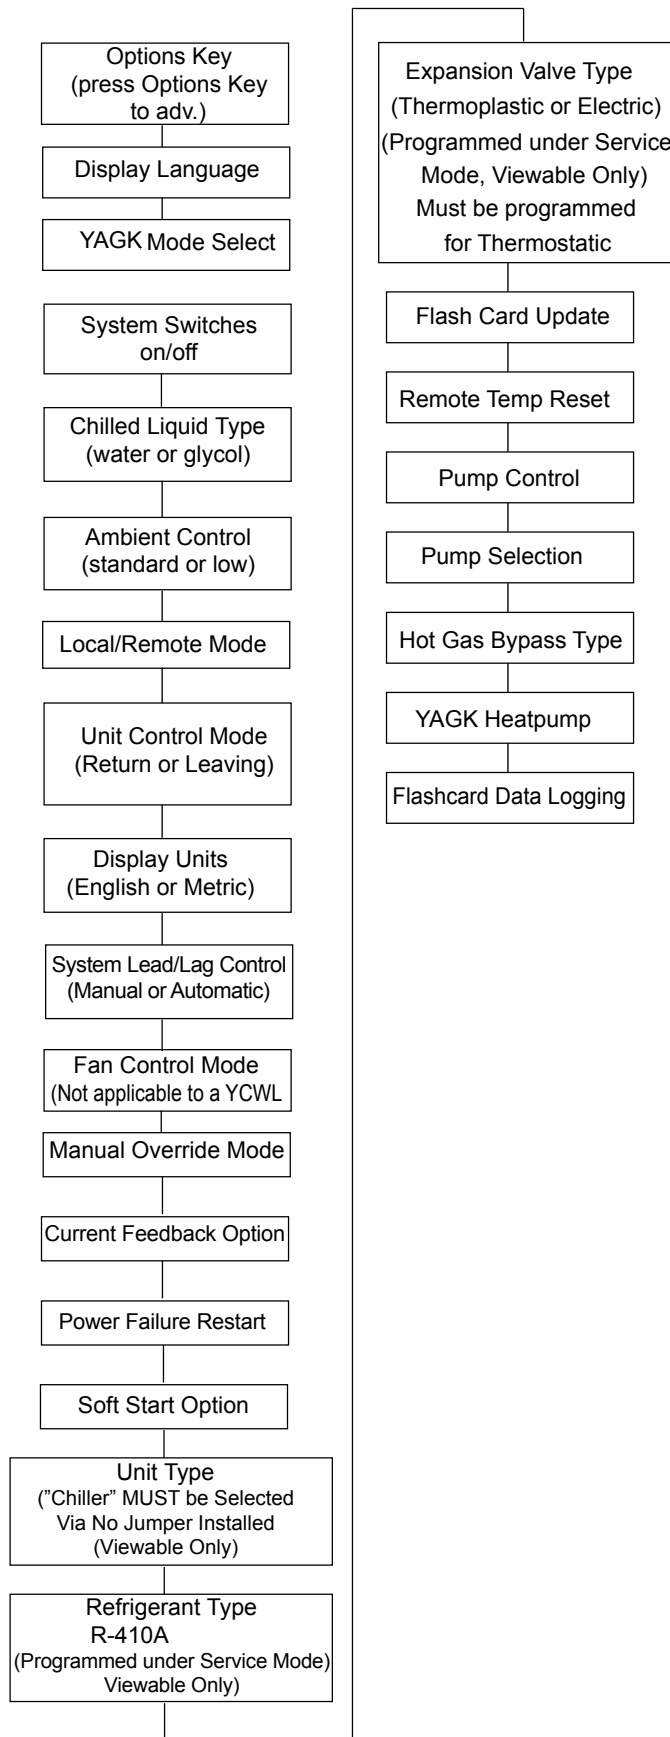 Options Key
(press Options Key
to adv.)
Display Language
YAGK Mode Select
System Switches
on/off
Chilled Liquid Type
(water or glycol)
Ambient Control
(standard or low)
Local/Remote Mode
Unit Control Mode
(Return or Leaving)
Display Units
(English or Metric)
System Lead/Lag Control
(Manual or Automatic)
Fan Control Mode
(Not applicable to a YCWL
Manual Override Mode
Current Feedback Option
Power Failure Restart
Soft Start Option
Unit Type
(”Chiller” MUST be Selected
Via No Jumper Installed
(Viewable Only)
Refrigerant Type
R-410A
(Programmed under Service Mode)
Viewable Only)
Expansion Valve Type
(Thermoplastic or Electric)
(Programmed under Service
Mode, Viewable Only)
Must be programmed
for Thermostatic
Flash Card Update
Remote Temp Reset
Pump Control
Pump Selection
Hot Gas Bypass Type
YAGK Heatpump
Flashcard Data Logging